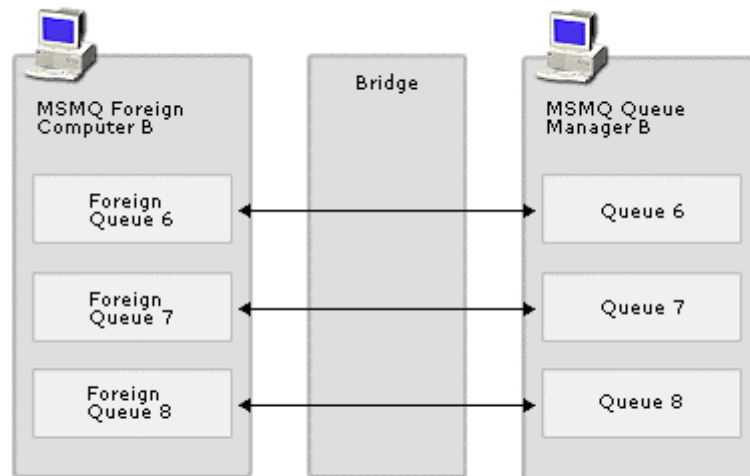 MSMQ Foreign
Computer B
Foreign
Queue 6
Foreign
Queue 7
Foreign
Queue 8
Bridge
MSMQ Queue
Manager B
Queue 6
Queue 7
Queue 8